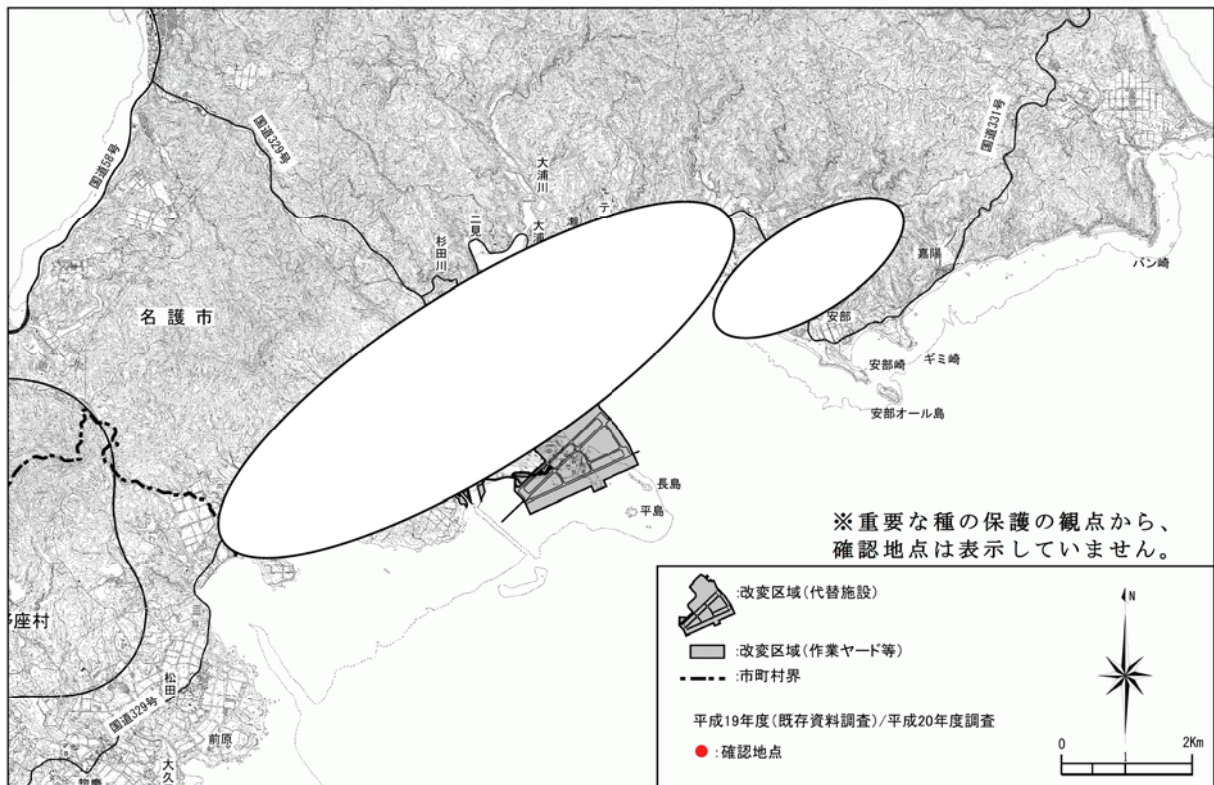 国道58号
国道329号
大浦川
二見
大浦
杉田川
テ
国道331号
嘉陽
バン崎
名護市
安部
安部崎
ギミ崎
安部オール島
長島
平島
※重要な種の保護の観点から、
確認地点は表示していません。
座村
松田
国道329号
前原
大久
:改変区域(代替施設)
:改変区域(作業ヤード等)
:市町村界
平成19年度(既存資料調査)/平成20年度調査
:確認地点
N
0 1 2Km